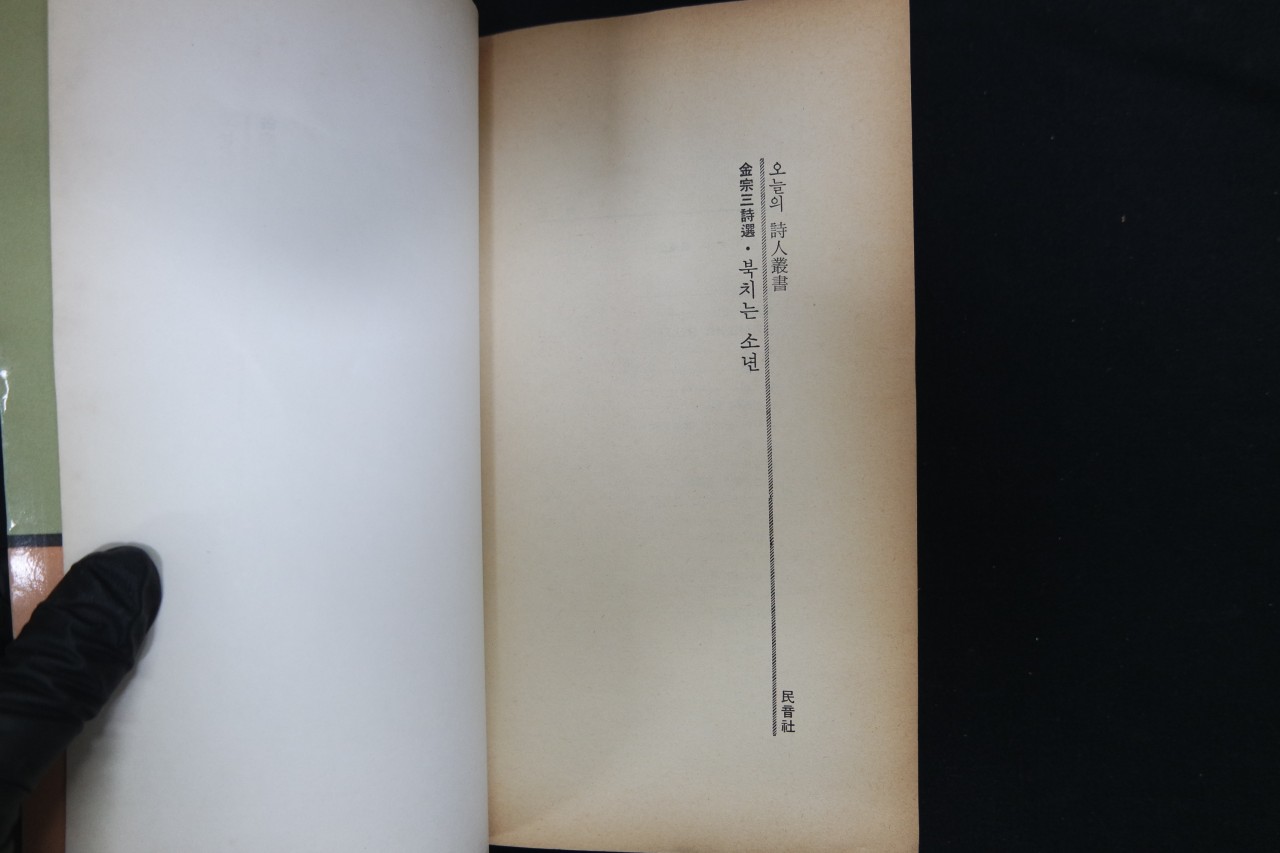 오늘의 詩人叢書
金宗三詩選・북치는 소년
民音社